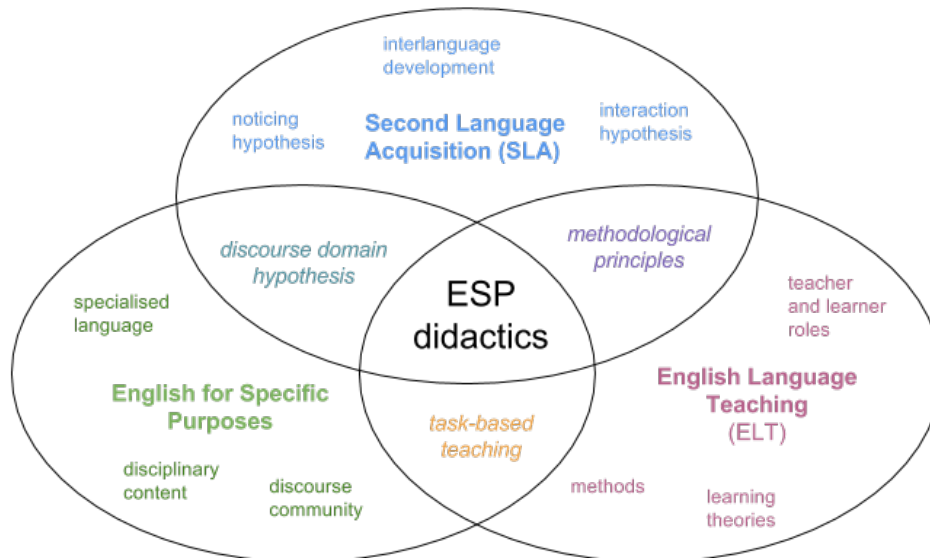 interlanguage
development
noticing
hypothesis
Second Language
Acquisition (SLA)
interaction
hypothesis
discourse domain
hypothesis
methodological
principles
ESP
didactics
specialised
language
teacher
and learner
roles
English for Specific
Purposes
English Language
Teaching
(ELT)
task-based
teaching
disciplinary
content
discourse
community
methods
learning
theories